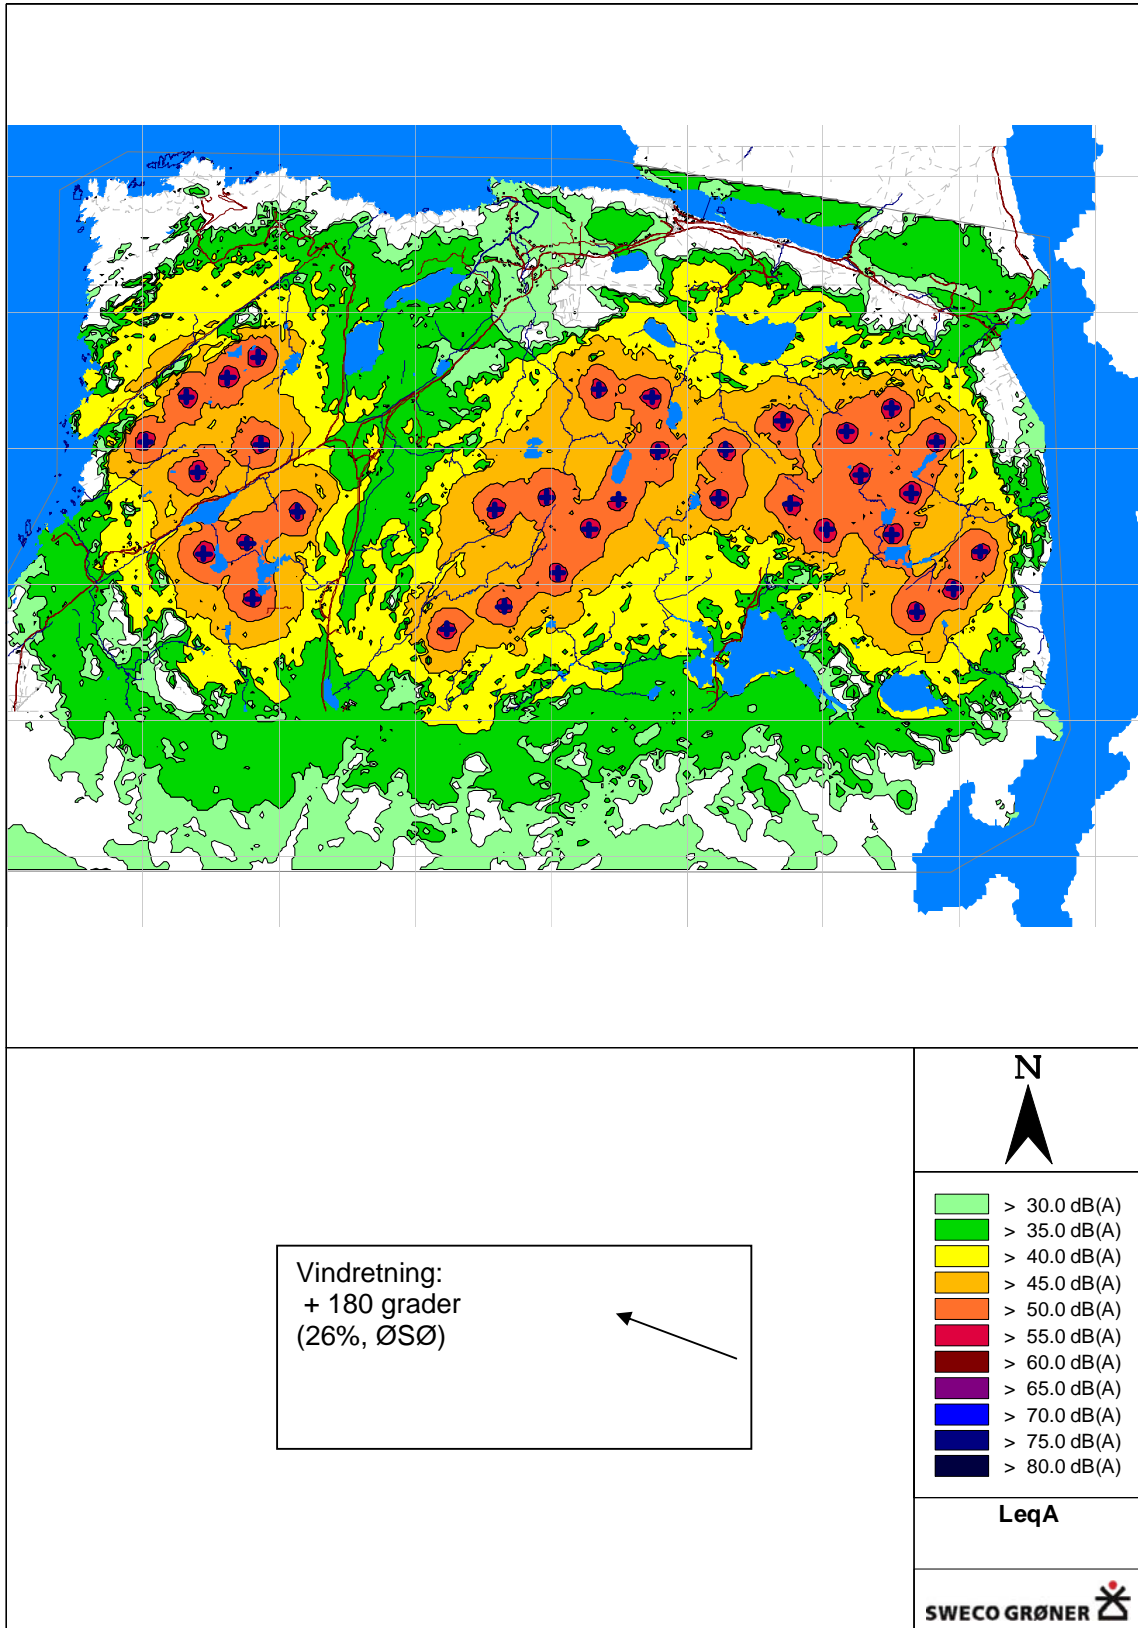 N
> 30.0 dB(A)
> 35.0 dB(A)
> 40.0 dB(A)
> 45.0 dB(A)
> 50.0 dB(A)
> 55.0 dB(A)
> 60.0 dB(A)
> 65.0 dB(A)
> 70.0 dB(A)
> 75.0 dB(A)
> 80.0 dB(A)
Vindretning:
+ 180 grader
(26%, ØSØ)
LeqA
SWECO GRØNER